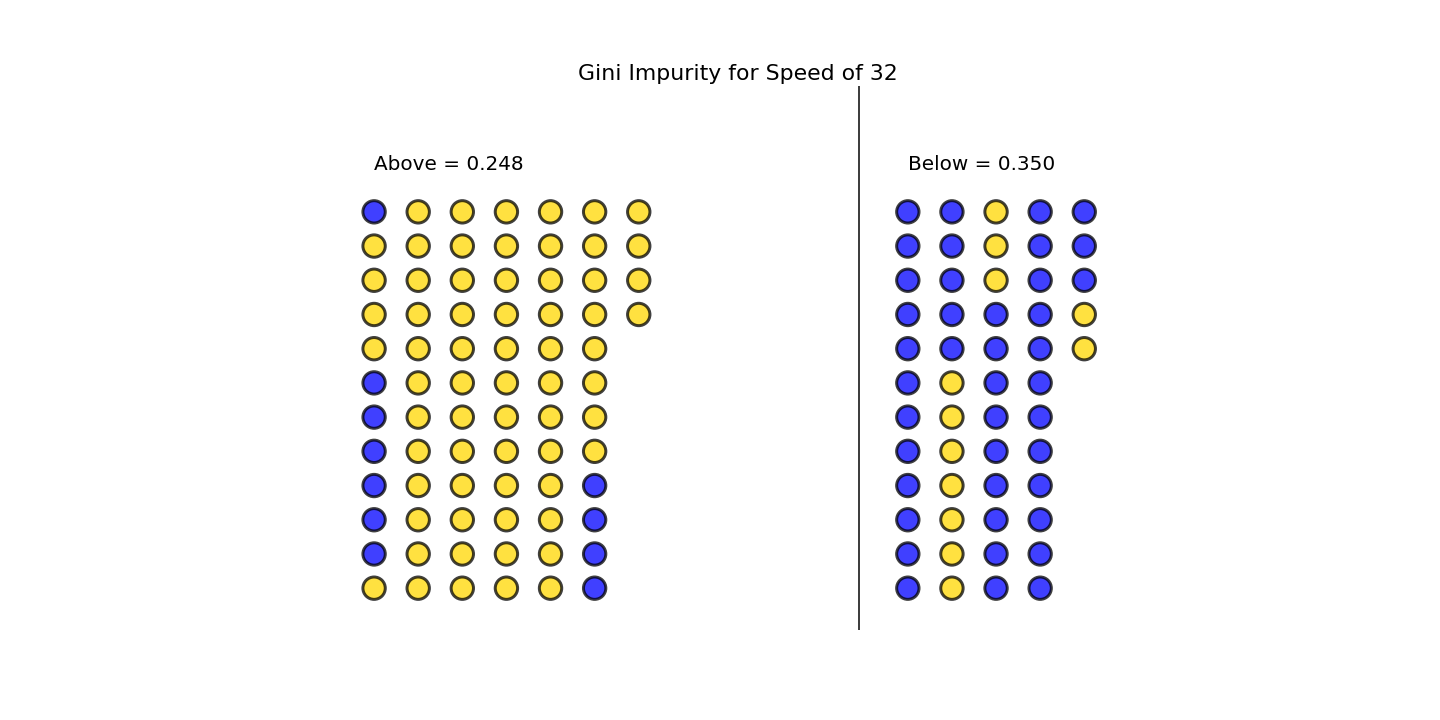 Gini Impurity for Speed of 32
Above = 0.248
Below = 0.350